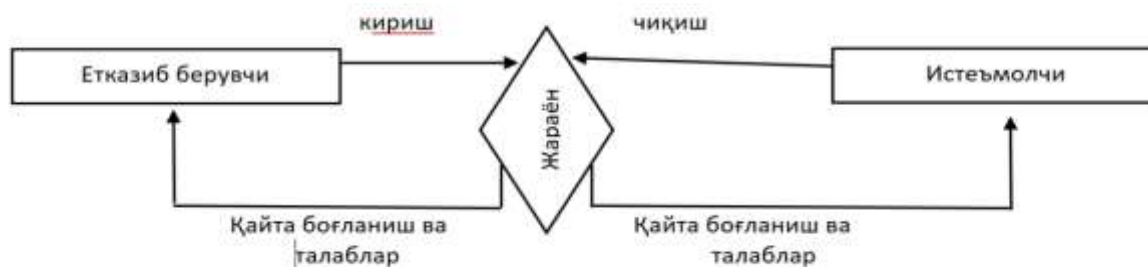 кириш
чиқиш
Етказиб берувчи
Истеъмолчи
Жараён
Қайта боғланиш ва
талаблар
Қайта боғланиш ва
талаблар